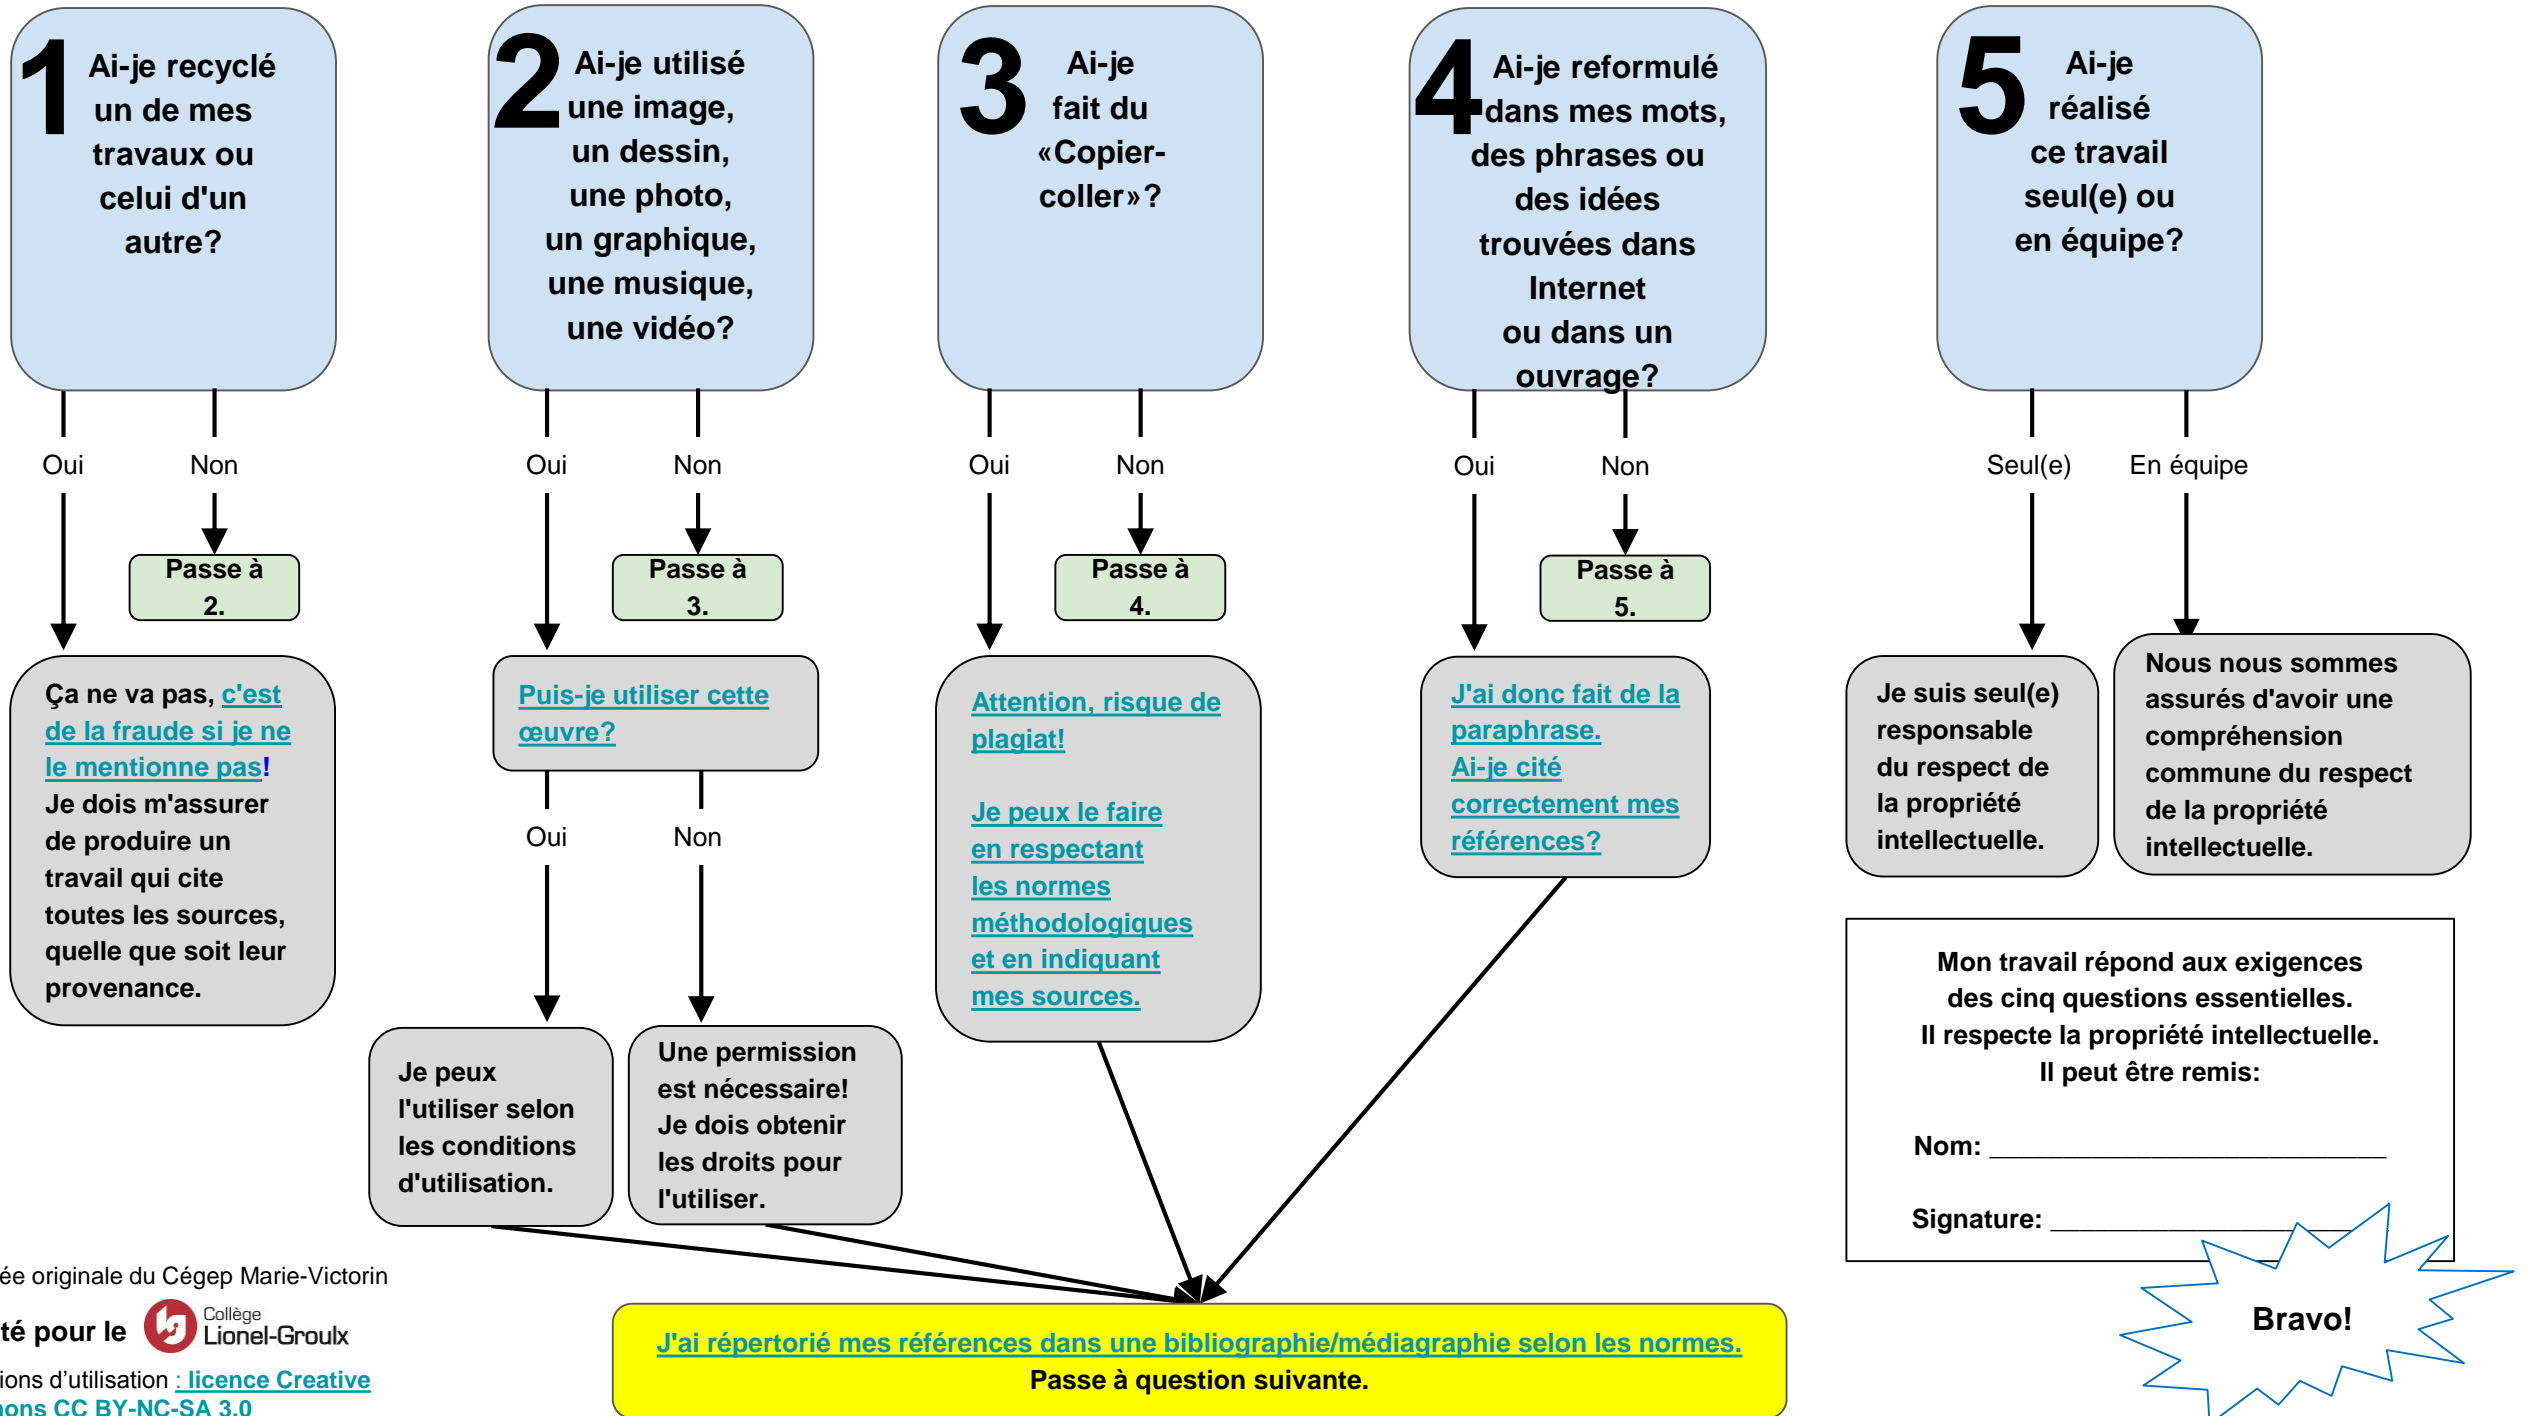 1
Ai-je recyclé
un de mes
travaux ou
celui d'un
autre?
Oui
Non
Passe à
2.
Ça ne va pas, c'est
de la fraude si je ne
le mentionne pas!
Je dois m'assurer
de produire un
travail qui cite
toutes les sources,
quelle que soit leur
provenance.
2
Ai-je utilisé
une image,
un dessin,
une photo,
un graphique,
une musique,
une vidéo?
Oui
Non
Passe à
3.
Puis-je utiliser cette
œuvre?
Oui
Non
Je peux
l'utiliser selon
les conditions
d'utilisation.
Une permission
est nécessaire!
Je dois obtenir
les droits pour
l'utiliser.
3
Ai-je
fait du
«Copier-
coller»?
Oui
Non
Passe à
4.
Attention, risque de
plagiat!
Je peux le faire
en respectant
les normes
méthodologiques
et en indiquant
mes sources.
4
Ai-je reformulé
dans mes mots,
des phrases ou
des idées
trouvées dans
Internet
ou dans un
ouvrage?
Oui
Non
Passe à
5.
J'ai donc fait de la
paraphrase.
Ai-je cité
correctement mes
références?
5
Ai-je
réalisé
ce travail
seul(e) ou
en équipe?
Seul(e)
En équipe
Je suis seul(e)
responsable
du respect de
la propriété
intellectuelle.
Nous nous sommes
assurés d'avoir une
compréhension
commune du respect
de la propriété
intellectuelle.
Mon travail répond aux exigences
des cinq questions essentielles.
Il respecte la propriété intellectuelle.
Il peut être remis:
Nom:
Signature:
Bravo!
J'ai répertorié mes références dans une bibliographie/médiagraphie selon les normes.
Passe à question suivante.
originale du Cégep Marie-Victorin
pour le
Collège
Lionel-Groulx
d'utilisation : licence Creative
CC BY-NC-SA 3.0